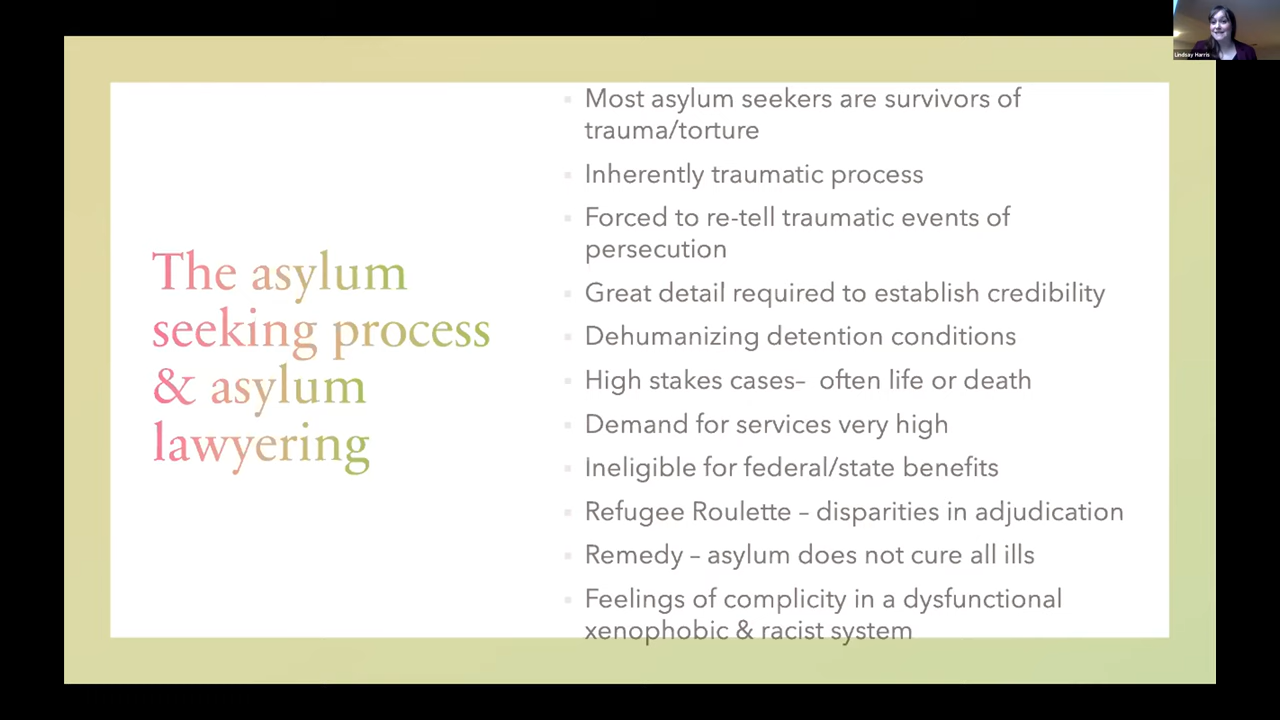 Lindsay Harris
The asylum
seeking process
& asylum
lawyering
Most asylum seekers are survivors of
trauma/torture
Inherently traumatic process
Forced to re-tell traumatic events of
persecution
Great detail required to establish credibility
Dehumanizing detention conditions
High stakes cases–  often life or death
Demand for services very high
Ineligible for federal/state benefits
Refugee Roulette – disparities in adjudication
Remedy – asylum does not cure all ills
Feelings of complicity in a dysfunctional
xenophobic & racist system